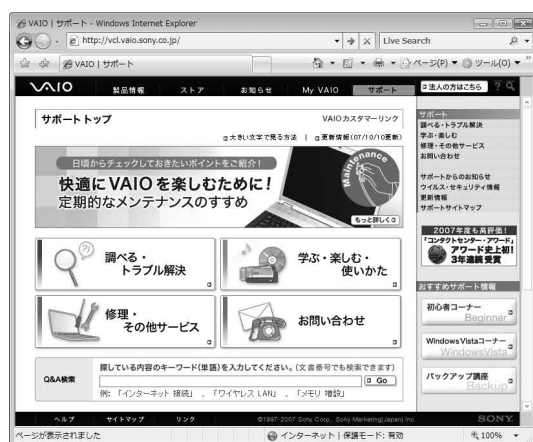 VAIO | サポート - Windows Internet Explorer
http://vcl.vaio.sony.co.jp/
Live Search
VAIO | サポート
ページ(P) ツール(O)
VAIO
製品情報 ストア お知らせ My VAIO サポート
法人の方はこちら
サポートトップ
VAIOカスタマーリンク
大きい文字で見る方法 | 更新情報(07/10/10更新)
日頃からチェックしておきたいポイントをご紹介!
快適にVAIOを楽しむために!
定期的なメンテナンスのすすめ
Maintenance
もっと詳しく
調べる・
トラブル解決
学ぶ・楽しむ・
使いかた
修理・
その他サービス
お問い合わせ
Q&A検索
探している内容のキーワード(単語)を入力してください。(文書番号でも検索できます)
Go
例: 「インターネット 接続」 、「ワイヤレス LAN」 、「メモリ 増設」
サポート
調べる・トラブル解決
学ぶ・楽しむ
修理・その他サービス
お問い合わせ
サポートからのお知らせ
ウイルス・セキュリティ情報
更新情報
サポートサイトマップ
2007年度も高評価!
「コンタクトセンター・アワード」
アワード史上初!
3年連続受賞
おすすめサポート情報
初心者コーナー
Beginner
Windows Vistaコーナー
WindowsVista
バックアップ講座
Backup
ヘルプ サイトマップ リンク
©1997-2007 Sony Corp., Sony Marketing(Japan) Inc.
SONY
ページが表示されました
インターネット | 保護モード: 有効
100%